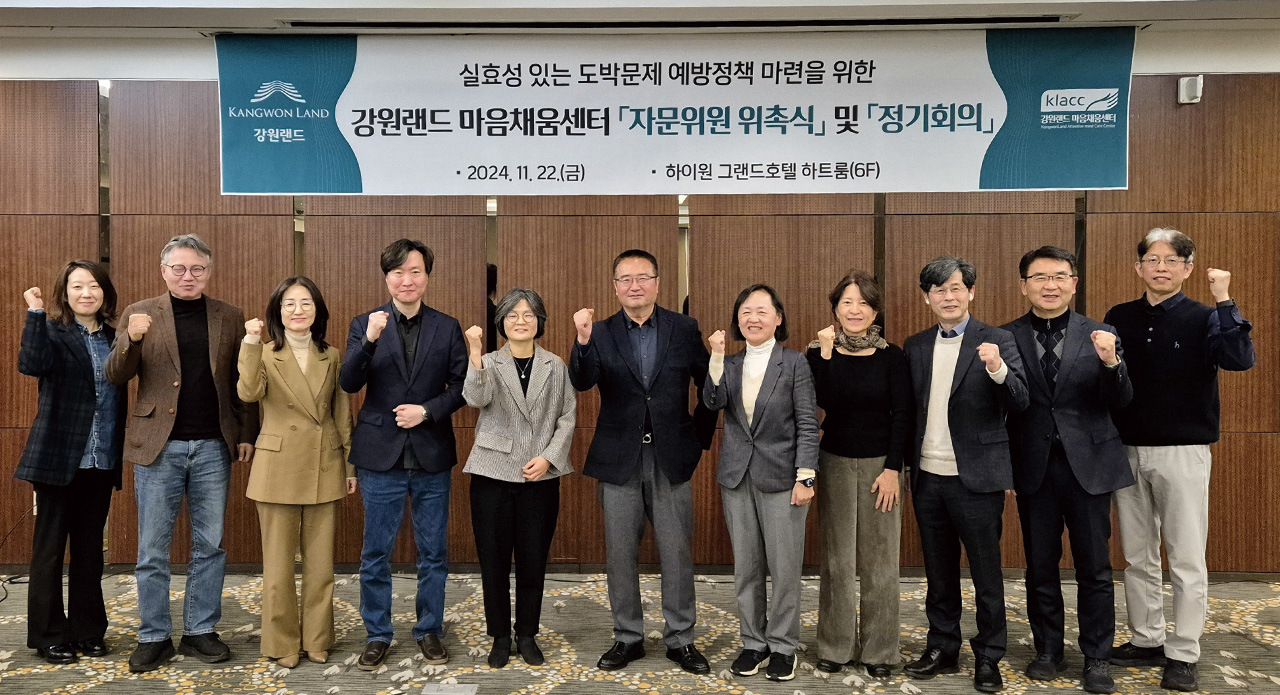 실효성 있는 도박문제 예방정책 마련을 위한
KANGWON LAND
강원랜드
강원랜드 마음채움센터 「자문위원 위촉식」 및 「정기회의」
klacc
강원랜드 마음채움센터
• 2024. 11. 22.(금) • 하이원 그랜드호텔 하트룸(6F)